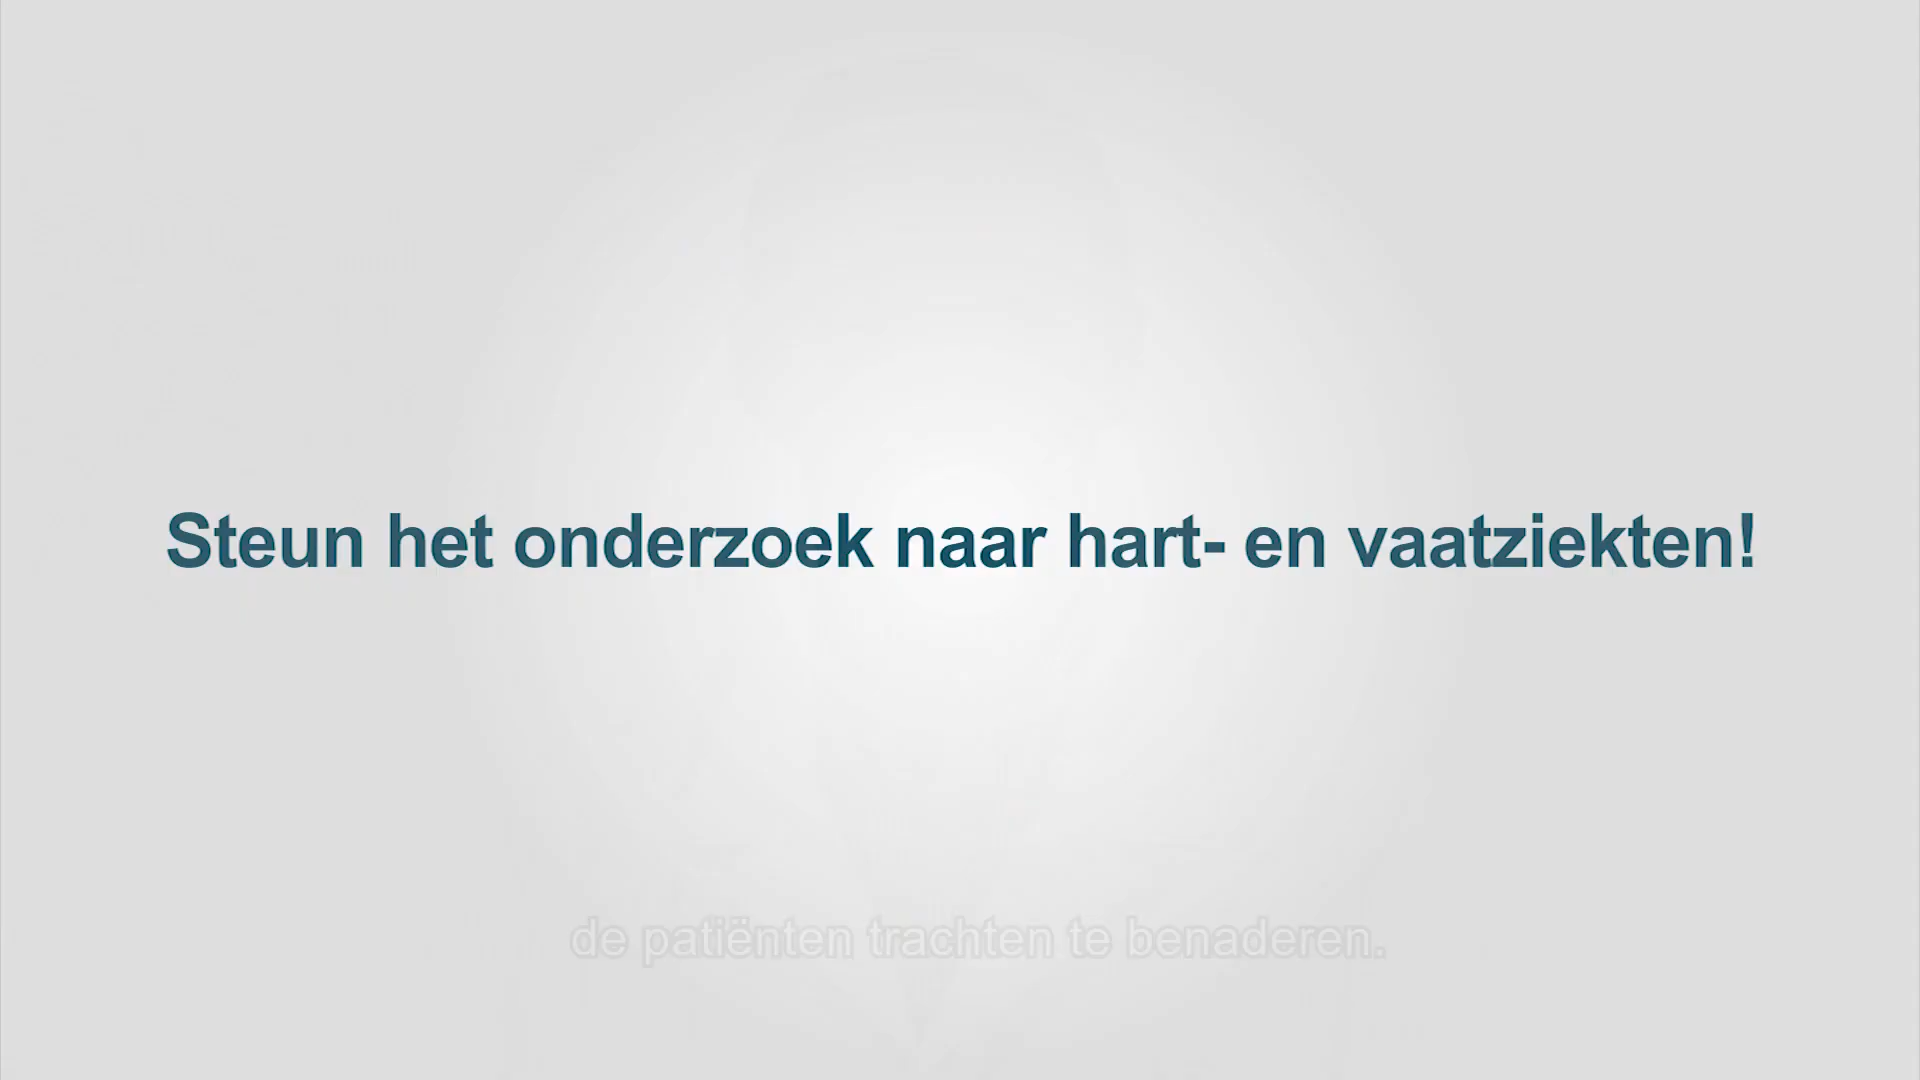 Steun het onderzoek naar hart- en vaatziekten!
de patiënten trachten te benaderen.